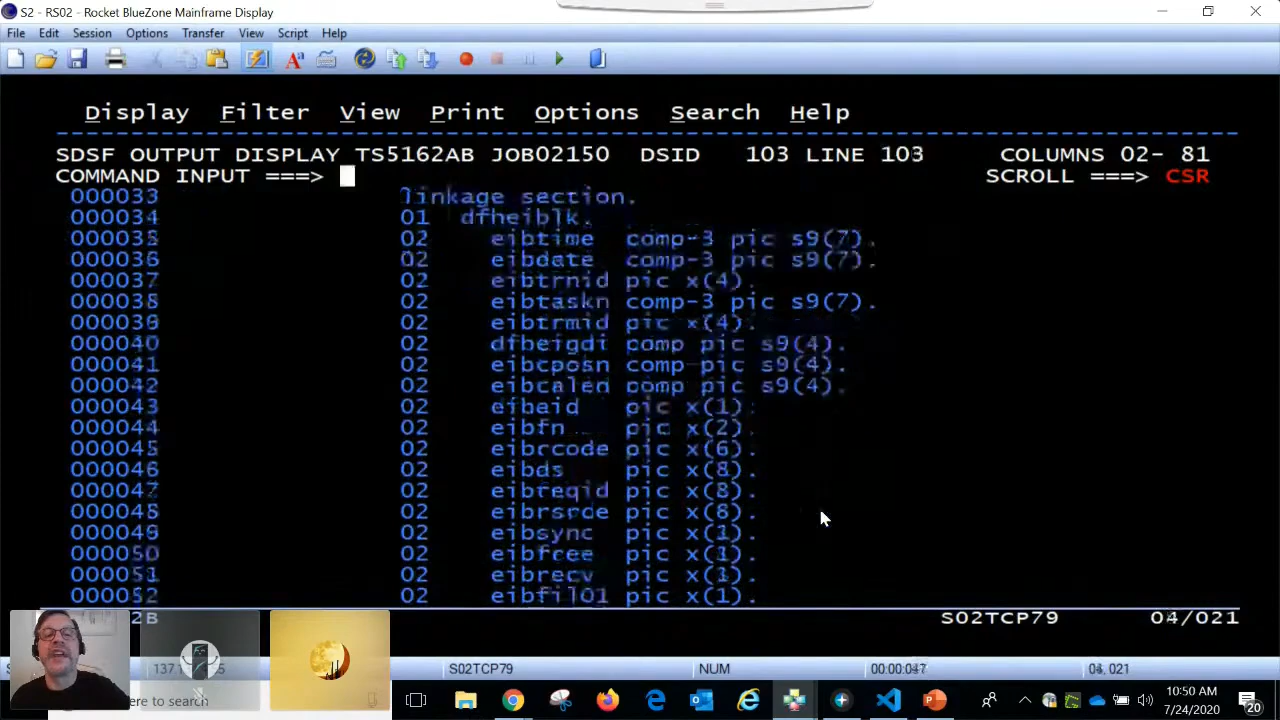 S2 - RS02 - Rocket BlueZone Mainframe Display
File Edit Session Options Transfer View Script Help
Display Filter View Print Options Search Help
SDSF OUTPUT DISPLAY TS5162AB JOB02150 DSID 103 LINE 103 COLUMNS 02- 81
COMMAND INPUT ===> SCROLL ===> CSR
000033 linkage section.
000034 01 dfheiblk.
000035 02 eibtime comp-3 pic s9(7).
000036 02 eibdate comp-3 pic s9(7).
000037 02 eibtrnid pic x(4).
000038 02 eibtaskn comp-3 pic s9(7).
000039 02 eibtrmid pic x(4).
000040 02 dfheigdi comp pic s9(4).
000041 02 eibcposn comp pic s9(4).
000042 02 eibcalen comp pic s9(4).
000043 02 eibaid pic x(1).
000044 02 eibfn pic x(2).
000045 02 eibrcode pic x(6).
000046 02 eibds pic x(8).
000047 02 eibreqid pic x(8).
000048 02 eibrsrce pic x(8).
000049 02 eibsync pic x(1).
000050 02 eibfree pic x(1).
000051 02 eibrecv pic x(1).
000052 02 eibfil01 pic x(1).
2B S02TCP79 04/021
S02TCP79 NUM 04, 021
here to search 10:50 AM
7/24/2020 20